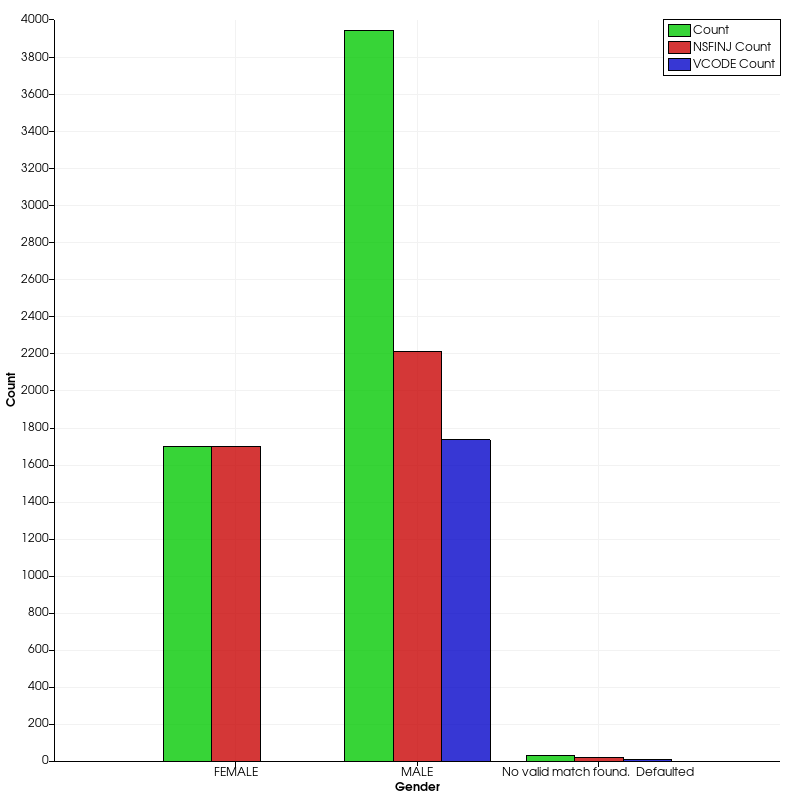 4000
3800
3600
3400
3200
3000
2800
2600
2400
2200
2000
1800
1600
1400
1200
1000
800
600
400
200
0
Count
Count
NSFINJ Count
VCODE Count
FEMALE
MALE
No valid match found. Defaulted
Gender